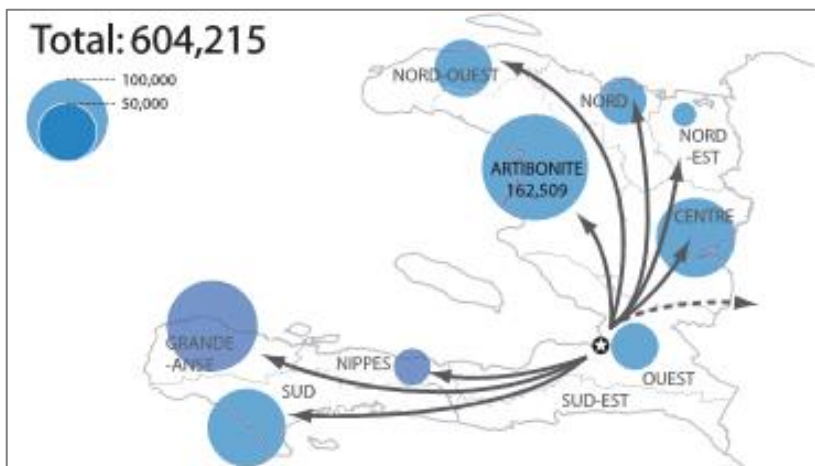 Total: 604,215
100,000
50,000
NORD-OUEST
NORD
NORD
-EST
ARTIBONITE
162,509
CENTRE
GRANDE
-ANSE
NIPPES
SUD
OUEST
SUD-EST